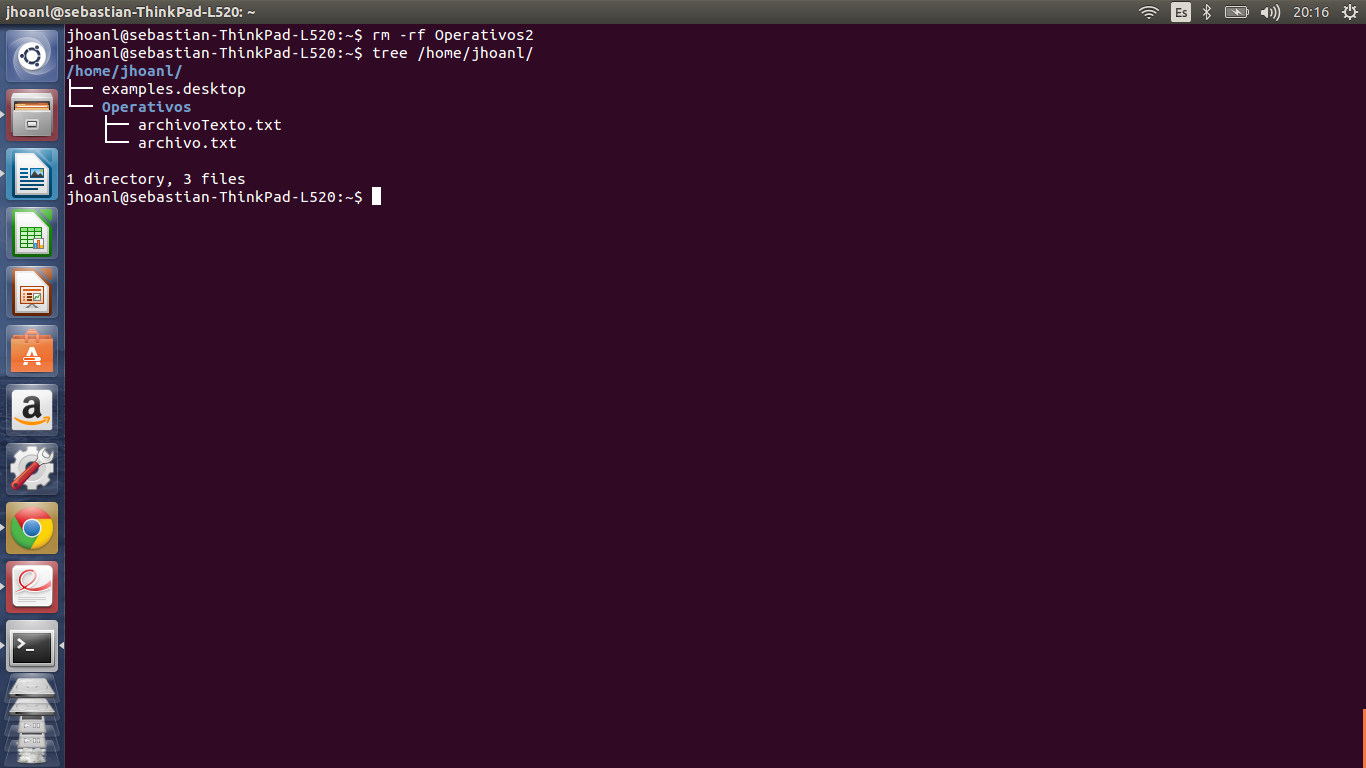 jhoanl@sebastian-ThinkPad-L520: ~
Es
20:16
jhoanl@sebastian-ThinkPad-L520:~$ rm -rf Operativos2
jhoanl@sebastian-ThinkPad-L520:~$ tree /home/jhoanl/
/home/jhoanl/
├── examples.desktop
└── Operativos
    ├── archivoTexto.txt
    └── archivo.txt
1 directory, 3 files
jhoanl@sebastian-ThinkPad-L520:~$